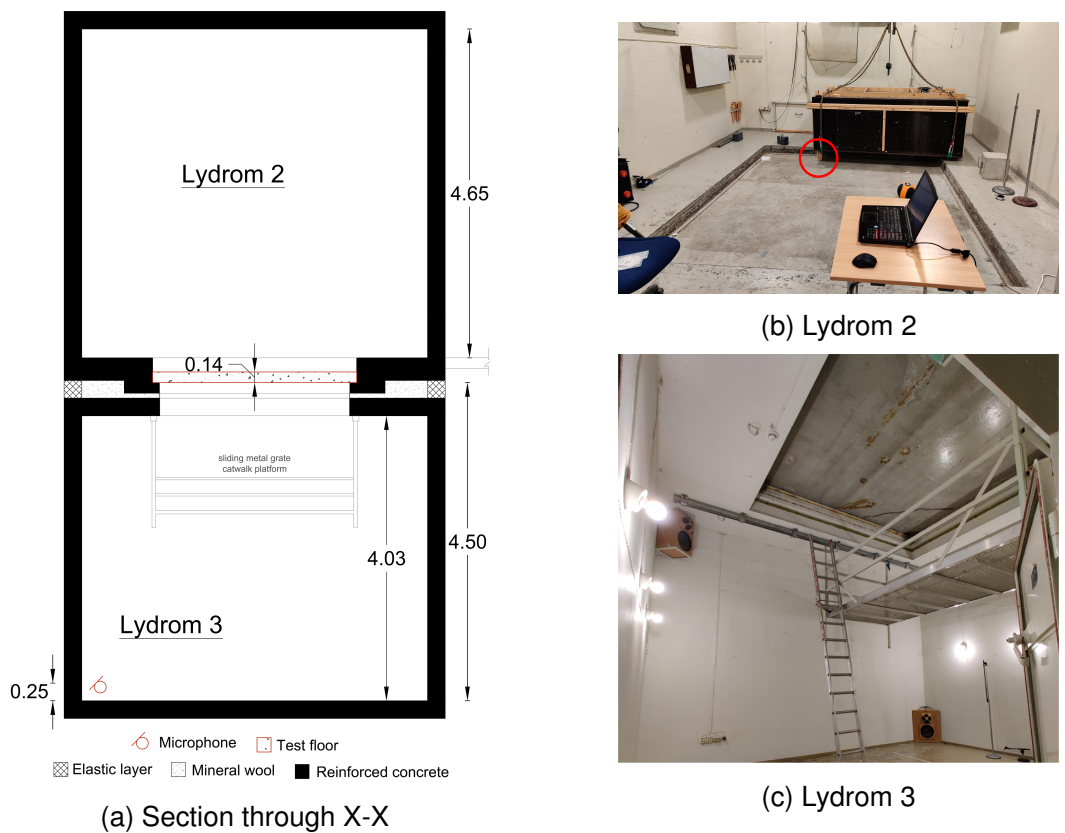 Lydrom 2
4.65
0.14
sliding metal grate
catwalk platform
4.50
4.03
Lydrom 3
0.25
Microphone
Test floor
Elastic layer
Mineral wool
Reinforced concrete
(a) Section through X-X
(b) Lydrom 2
(c) Lydrom 3